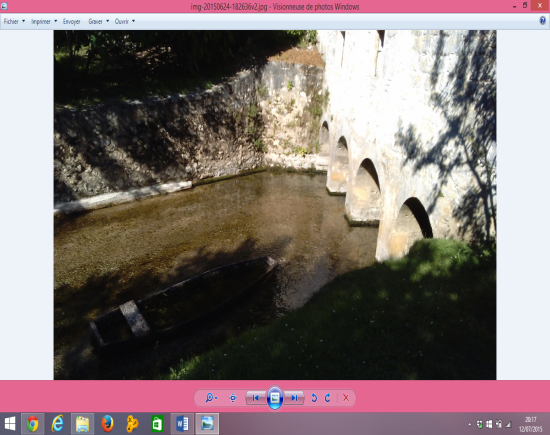 img-20150624-182636v2.jpg - Visionneuse de photos Windows
Fichier Imprimer Envoyer Graver Ouvrir
20:17
12/07/2015